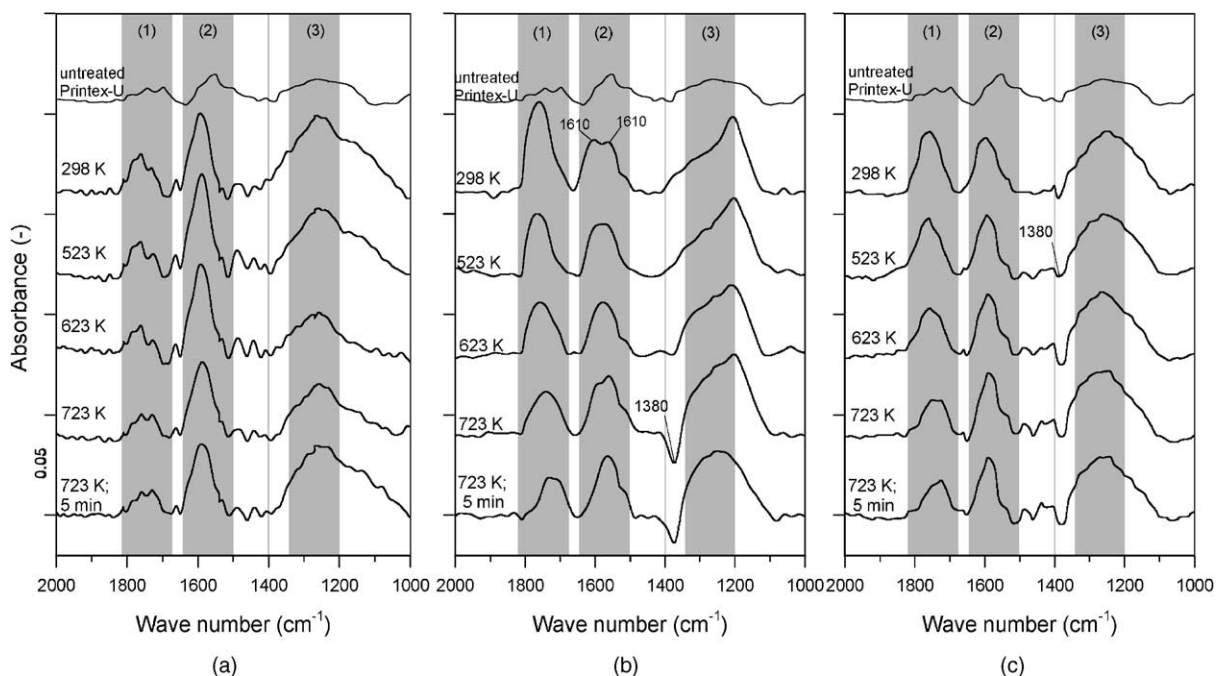 (1) (2) (3)
untreated
Printex-U
298 K
523 K
623 K
723 K
723 K;
5 min
Absorbance (-)
0.05
2000 1800 1600 1400 1200 1000
Wave number (cm-1)
(a)
(1) (2) (3)
untreated
Printex-U
1610 1610
298 K
523 K
623 K
1380
723 K
723 K;
5 min
2000 1800 1600 1400 1200 1000
Wave number (cm-1)
(b)
(1) (2) (3)
untreated
Printex-U
298 K
1380
523 K
623 K
723 K
723 K;
5 min
2000 1800 1600 1400 1200 1000
Wave number (cm-1)
(c)